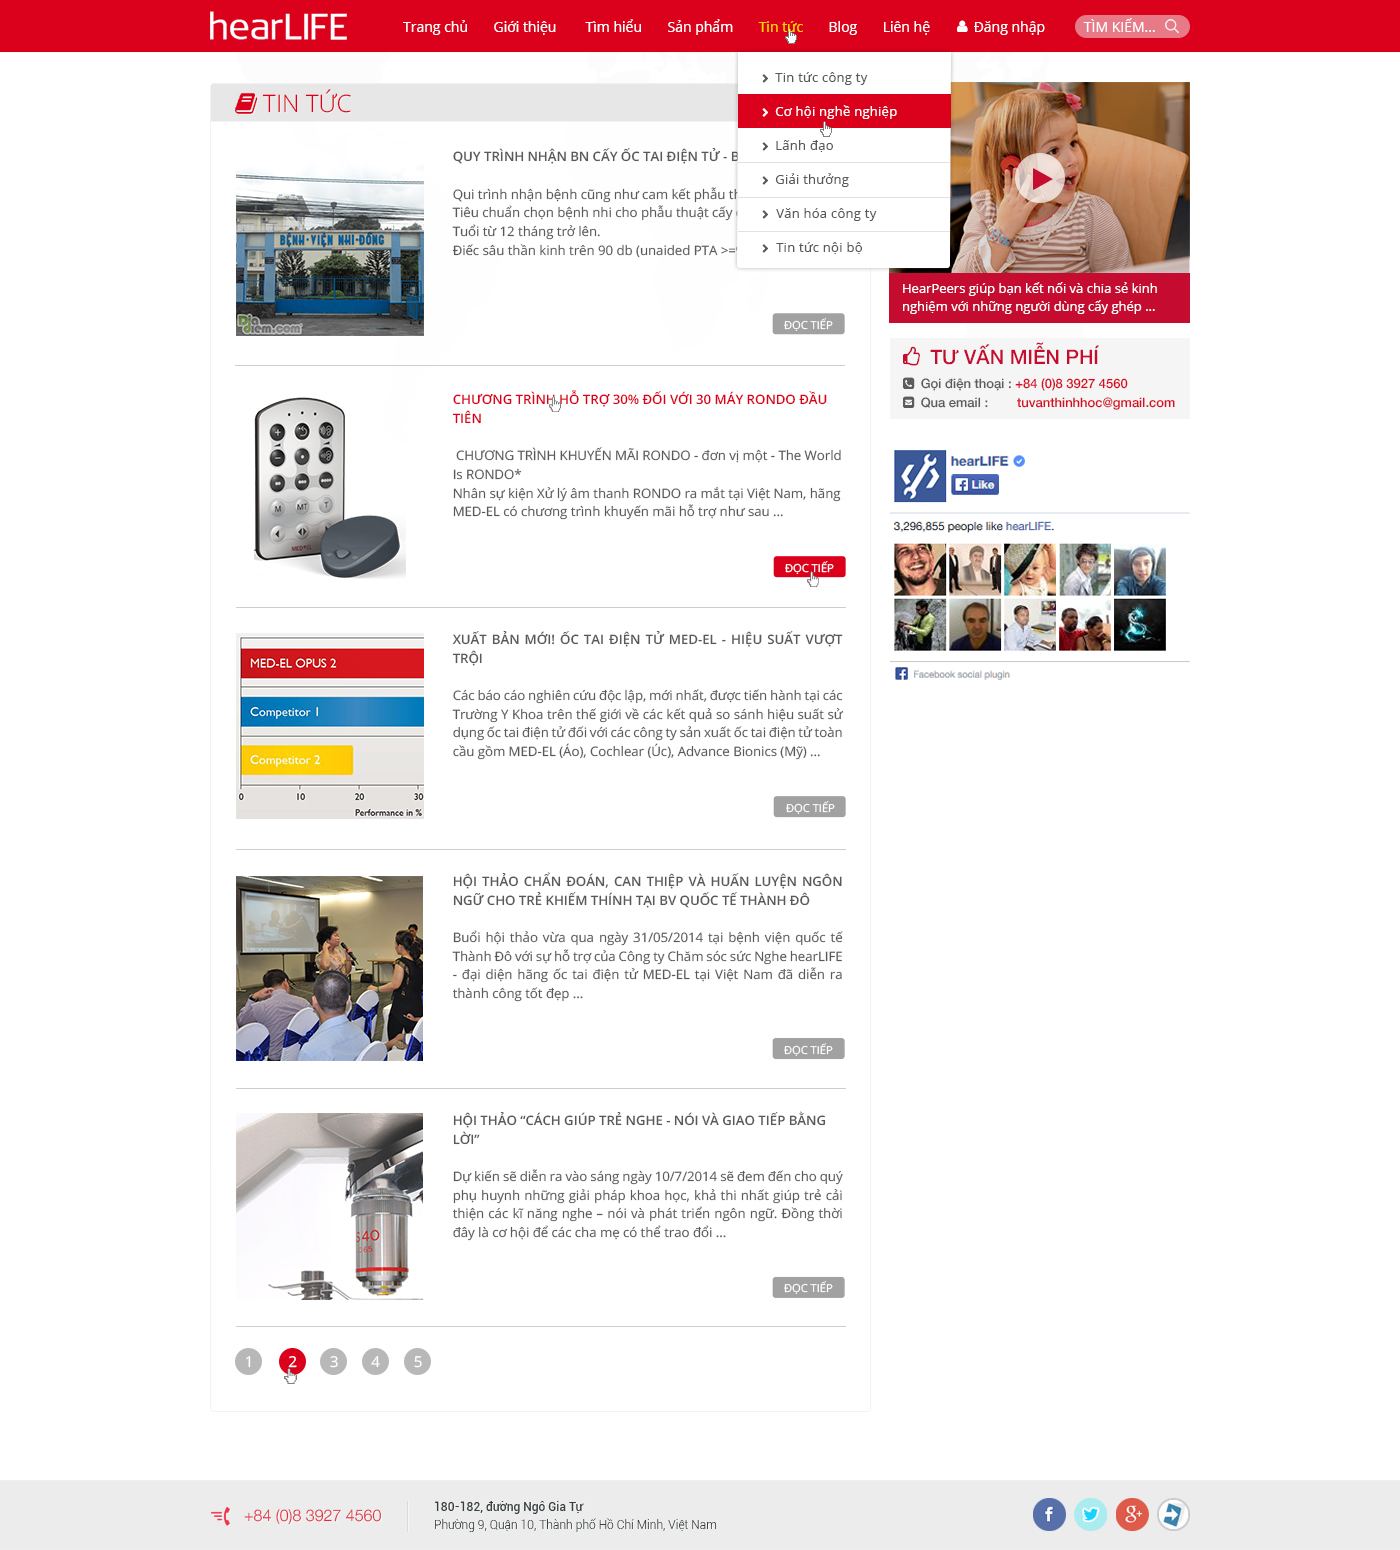 hearLIFE
Trang chủ
Giới thiệu
Tìm hiểu
Sản phẩm
Tin tức
Blog
Liên hệ
Đăng nhập
TÌM KIẾM...
Tin tức công ty
Cơ hội nghề nghiệp
Lãnh đạo
Giải thưởng
Văn hóa công ty
Tin tức nội bộ
TIN TỨC
BỆNH VIỆN NHI ĐỒNG
QUY TRÌNH NHẬN BN CẤY ỐC TAI ĐIỆN TỬ -
Qui trình nhận bệnh cũng như cam kết phẫu
Tiêu chuẩn chọn bệnh nhi cho phẫu thuật cấy
Tuổi từ 12 tháng trở lên.
Điếc sâu thần kinh trên 90 db (unaided PTA >=
ĐỌC TIẾP
CHƯƠNG TRÌNH HỖ TRỢ 30% ĐỐI VỚI 30 MÁY RONDO ĐẦU
TIÊN
CHƯƠNG TRÌNH KHUYẾN MÃI RONDO - đơn vị một - The World
Is RONDO*
Nhân sự kiện Xử lý âm thanh RONDO ra mắt tại Việt Nam, hãng
MED-EL có chương trình khuyến mãi hỗ trợ như sau ...
M MT T
MED-EL
ĐỌC TIẾP
XUẤT BẢN MỚI! ỐC TAI ĐIỆN TỬ MED-EL - HIỆU SUẤT VƯỢT
TRỘI
Các báo cáo nghiên cứu độc lập, mới nhất, được tiến hành tại các
Trường Y Khoa trên thế giới về các kết quả so sánh hiệu suất sử
dụng ốc tai điện tử đối với các công ty sản xuất ốc tai điện tử toàn
cầu gồm MED-EL (Áo), Cochlear (Úc), Advance Bionics (Mỹ) ...
MED-EL OPUS 2
Competitor 1
Competitor 2
0 10 20 30
Performance in %
ĐỌC TIẾP
HỘI THẢO CHẨN ĐOÁN, CAN THIỆP VÀ HUẤN LUYỆN NGÔN
NGỮ CHO TRẺ KHIẾM THÍNH TẠI BV QUỐC TẾ THÀNH ĐÔ
Buổi hội thảo vừa qua ngày 31/05/2014 tại bệnh viện quốc tế
Thành Đô với sự hỗ trợ của Công ty Chăm sóc sức Nghe hearLIFE
- đại diện hãng ốc tai điện tử MED-EL tại Việt Nam đã diễn ra
thành công tốt đẹp ...
ĐỌC TIẾP
HỘI THẢO “CÁCH GIÚP TRẺ NGHE - NÓI VÀ GIAO TIẾP BẰNG
LỜI”
Dự kiến sẽ diễn ra vào sáng ngày 10/7/2014 sẽ đem đến cho quý
phụ huynh những giải pháp khoa học, khả thi nhất giúp trẻ cải
thiện các kĩ năng nghe – nói và phát triển ngôn ngữ. Đồng thời
đây là cơ hội để các cha mẹ có thể trao đổi ...
ĐỌC TIẾP
1 2 3 4 5
HearPeers giúp bạn kết nối và chia sẻ kinh
nghiệm với những người dùng cấy ghép ...
TƯ VẤN MIỄN PHÍ
Gọi điện thoại : +84 (0)8 3927 4560
Qua email : tuvanthinhhoc@gmail.com
hearLIFE
Like
3,296,855 people like hearLIFE.
Facebook social plugin
+84 (0)8 3927 4560
180-182, đường Ngô Gia Tự
Phường 9, Quận 10, Thành phố Hồ Chí Minh, Việt Nam